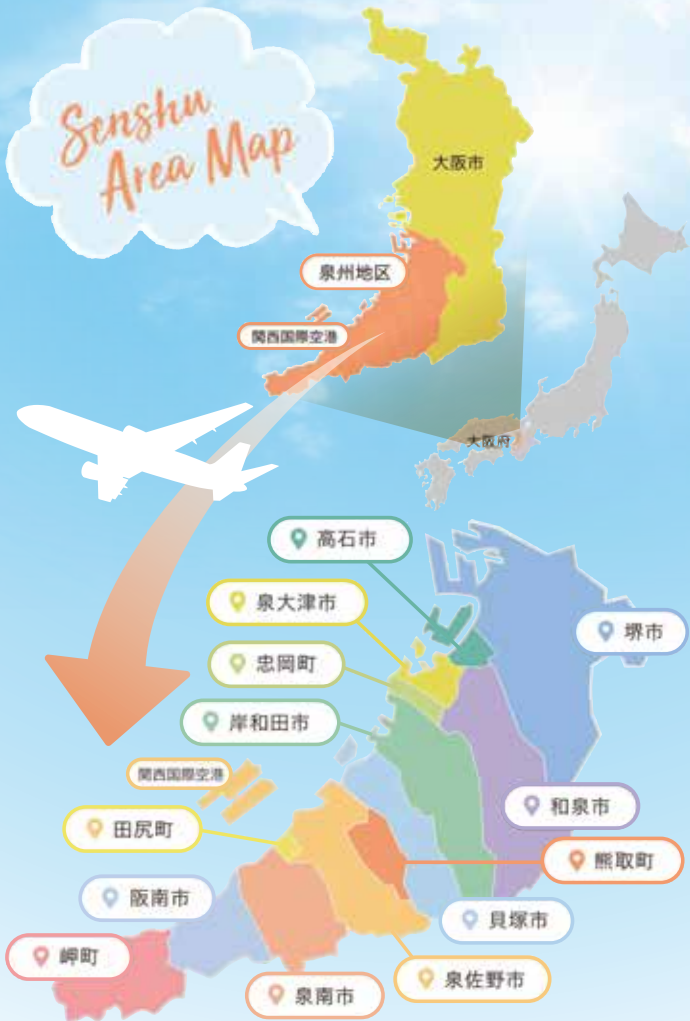 Senshu
Area Map
大阪市
泉州地区
関西国際空港
大阪府
高石市
泉大津市
堺市
忠岡町
岸和田市
関西国際空港
和泉市
田尻町
熊取町
阪南市
貝塚市
岬町
泉佐野市
泉南市